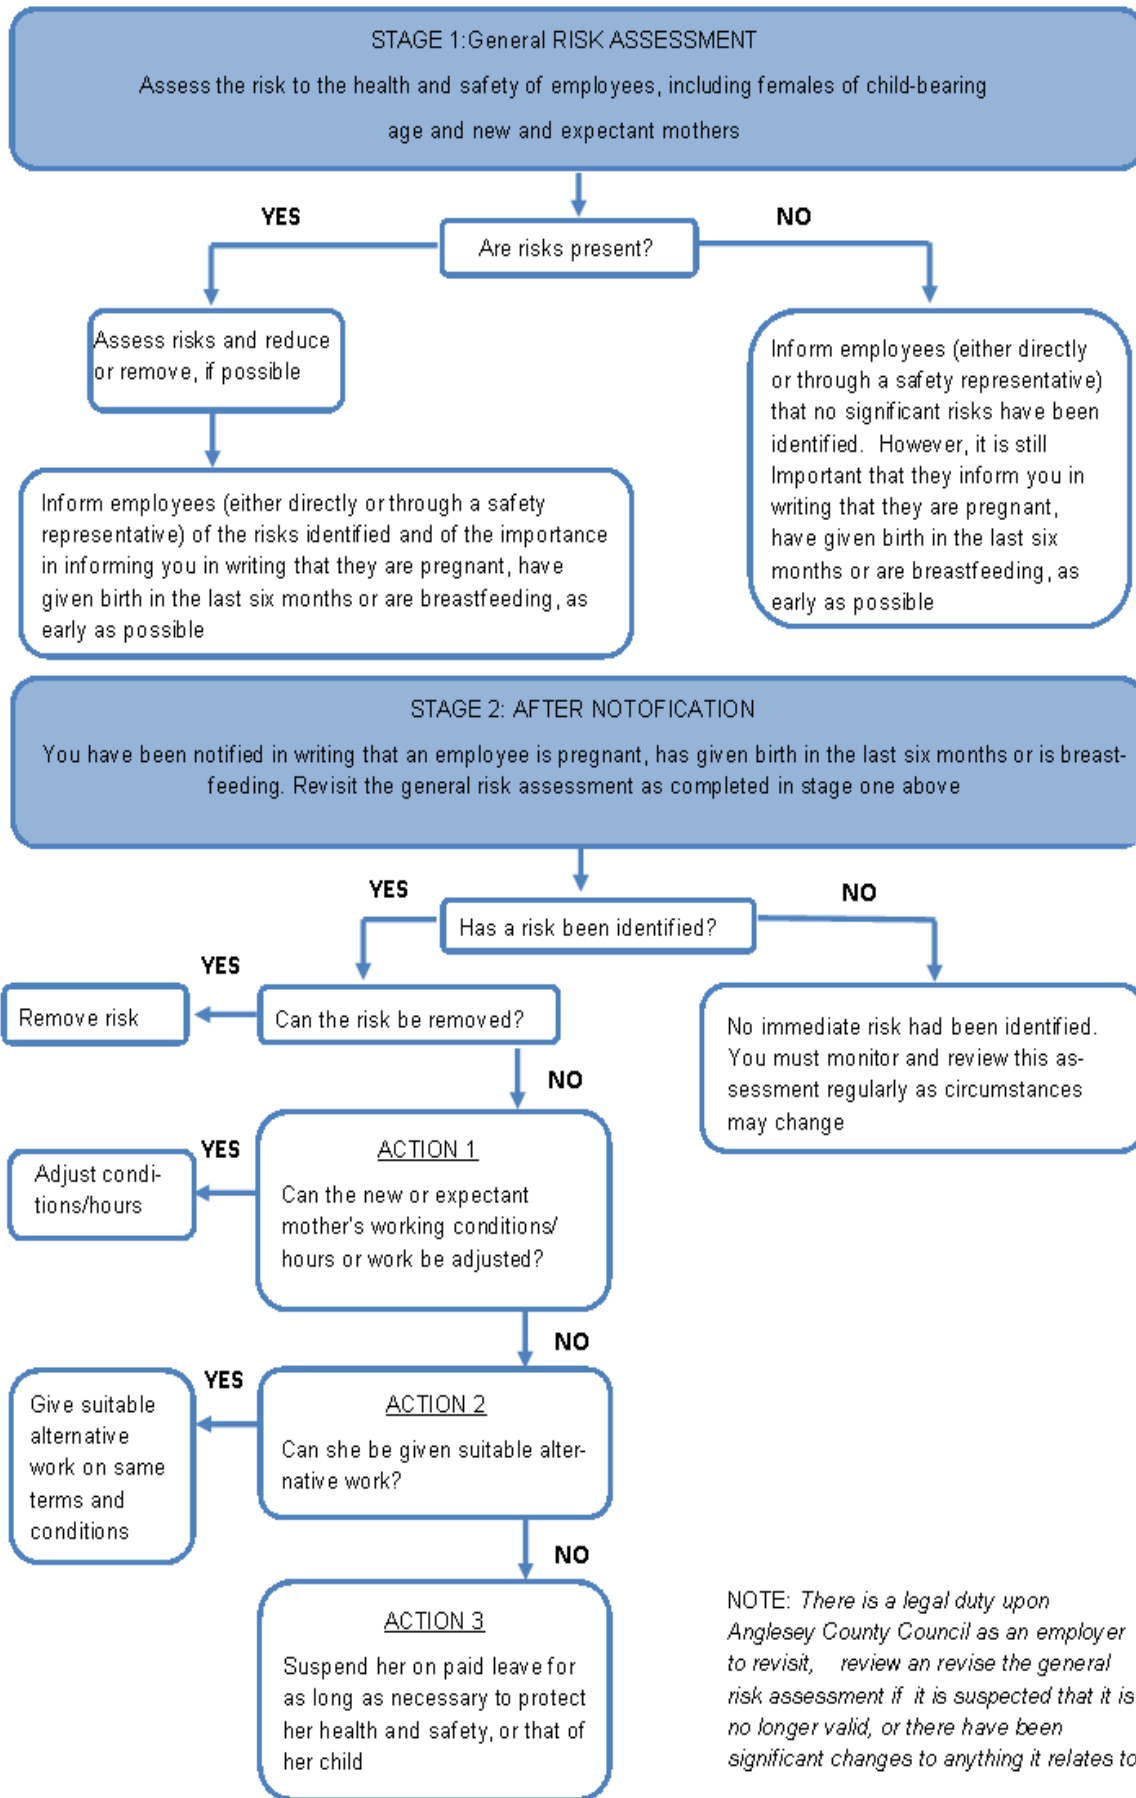 STAGE 1:General RISK ASSESSMENT
Assess the risk to the health and safety of employees, including females of child-bearing
age and new and expectant mothers
YES
NO
Are risks present?
Assess risks and reduce
or remove, if possible
Inform employees (either directly
or through a safety representative)
that no significant risks have been
identified. However, it is still
Important that they inform you in
writing that they are pregnant,
have given birth in the last six
months or are breastfeeding, as
early as possible
Inform employees (either directly or through a safety
representative) of the risks identified and of the importance
in informing you in writing that they are pregnant, have
given birth in the last six months or are breastfeeding, as
early as possible
STAGE 2: AFTER NOTOFICATION
You have been notified in writing that an employee is pregnant, has given birth in the last six months or is breast-
feeding. Revisit the general risk assessment as completed in stage one above
YES
NO
Has a risk been identified?
YES
Remove risk
Can the risk be removed?
No immediate risk had been identified.
You must monitor and review this as-
sessment regularly as circumstances
may change
NO
YES
Adjust condi-
tions/hours
ACTION 1
Can the new or expectant
mother's working conditions/
hours or work be adjusted?
NO
YES
Give suitable
alternative
work on same
terms and
conditions
ACTION 2
Can she be given suitable alter-
native work?
NO
ACTION 3
Suspend her on paid leave for
as long as necessary to protect
her health and safety, or that of
her child
NOTE: There is a legal duty upon
Anglesey County Council as an employer
to revisit, review an revise the general
risk assessment if it is suspected that it is
no longer valid, or there have been
significant changes to anything it relates to